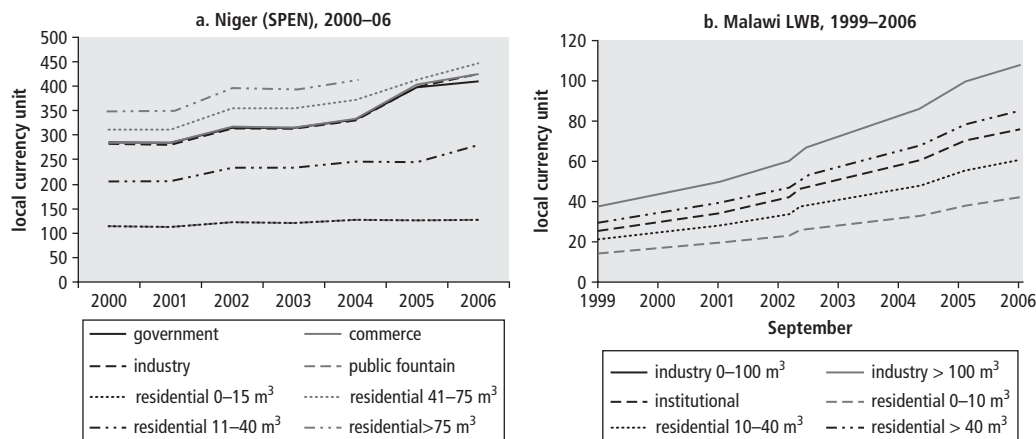 a. Niger (SPEN), 2000–06
local currency unit
500
450
400
350
300
250
200
150
100
50
0
2000 2001 2002 2003 2004 2005 2006
government commerce
industry public fountain
residential 0–15 m³ residential 41–75 m³
residential 11–40 m³ residential>75 m³
b. Malawi LWB, 1999–2006
local currency unit
120
100
80
60
40
20
0
1999 2000 2001 2002 2003 2004 2005 2006
September
industry 0–100 m³ industry > 100 m³
institutional residential 0–10 m³
residential 10–40 m³ residential > 40 m³